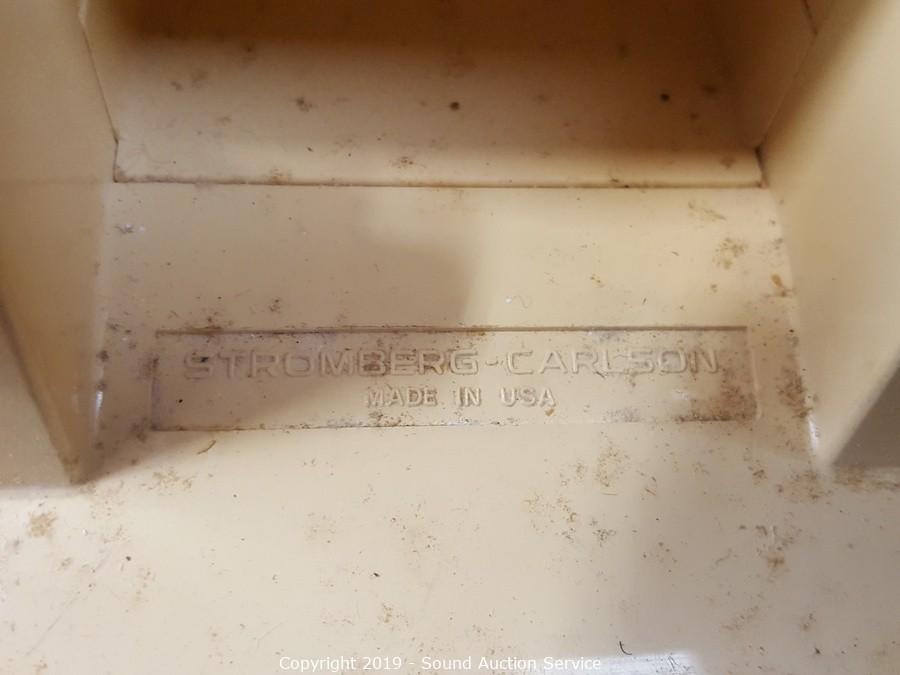 STROMBERG-CARLSON
MADE IN USA
Copyright 2019 - Sound Auction Service